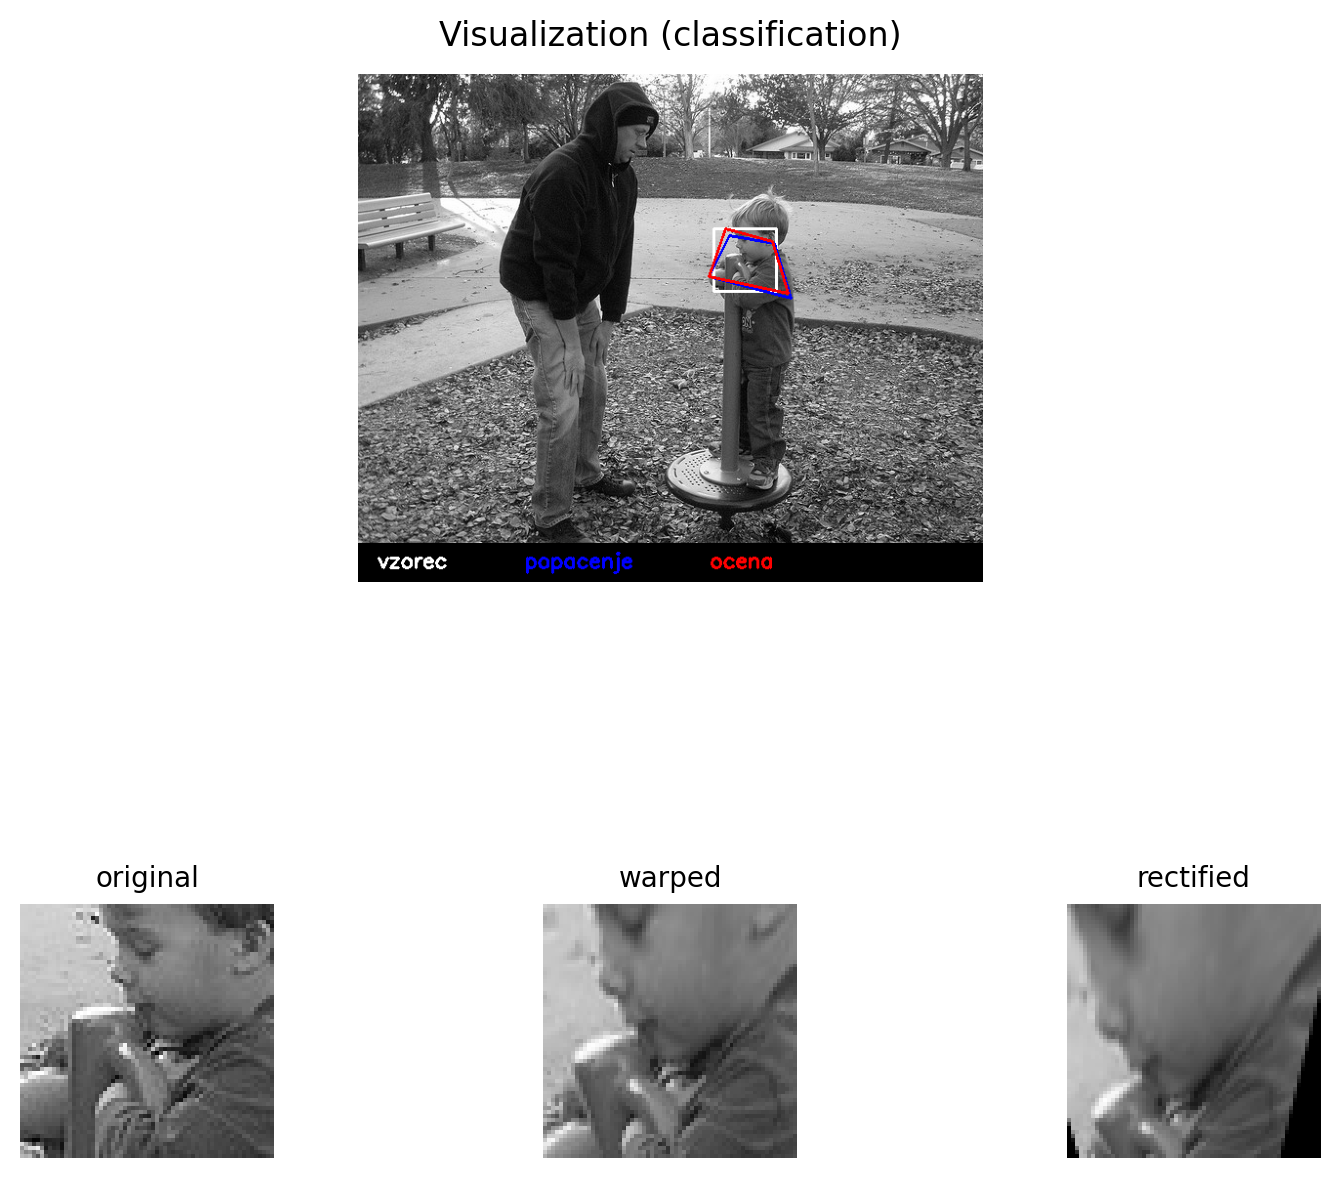 Visualization (classification)
vzorec popacenje ocena
original warped rectified